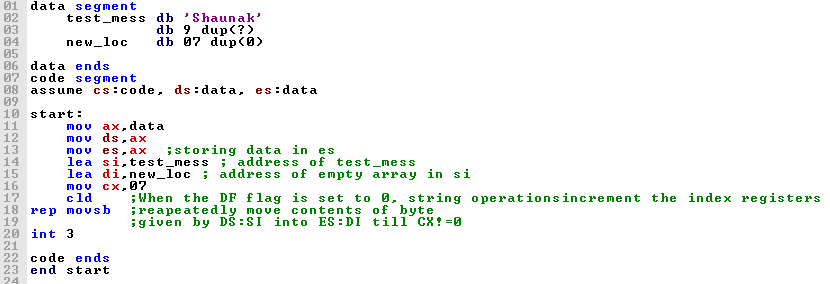 01 data segment
02     test_mess db 'Shaunak'
03               db 9 dup(?)
04     new_loc   db 07 dup(0)
05
06 data ends
07 code segment
08 assume cs:code, ds:data, es:data
09
10 start:
11     mov ax,data
12     mov ds,ax
13     mov es,ax  ;storing data in es
14     lea si,test_mess ; address of test_mess
15     lea di,new_loc ; address of empty array in si
16     mov cx,07
17     cld    ;When the DF flag is set to 0, string operationsincrement the index registers
18 rep movsb  ;reapeatedly move contents of byte
19            ;given by DS:SI into ES:DI till CX!=0
20 int 3
21
22 code ends
23 end start
24